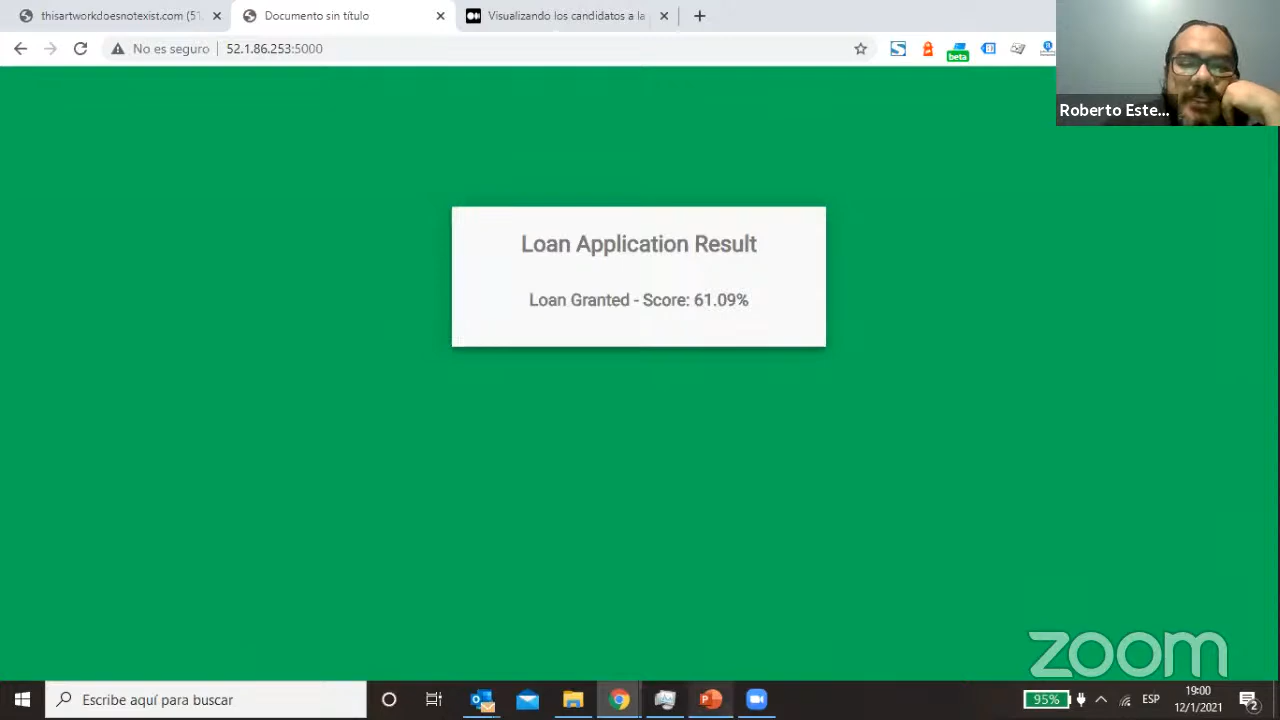 thisartworkdoesnotexist.com (51
Documento sin título
Visualizando los candidatos a la
No es seguro
52.1.86.253:5000
beta
Roberto Este...
Loan Application Result
Loan Granted - Score: 61.09%
zoom
Escribe aquí para buscar
95%
ESP
19:00
12/1/2021
2